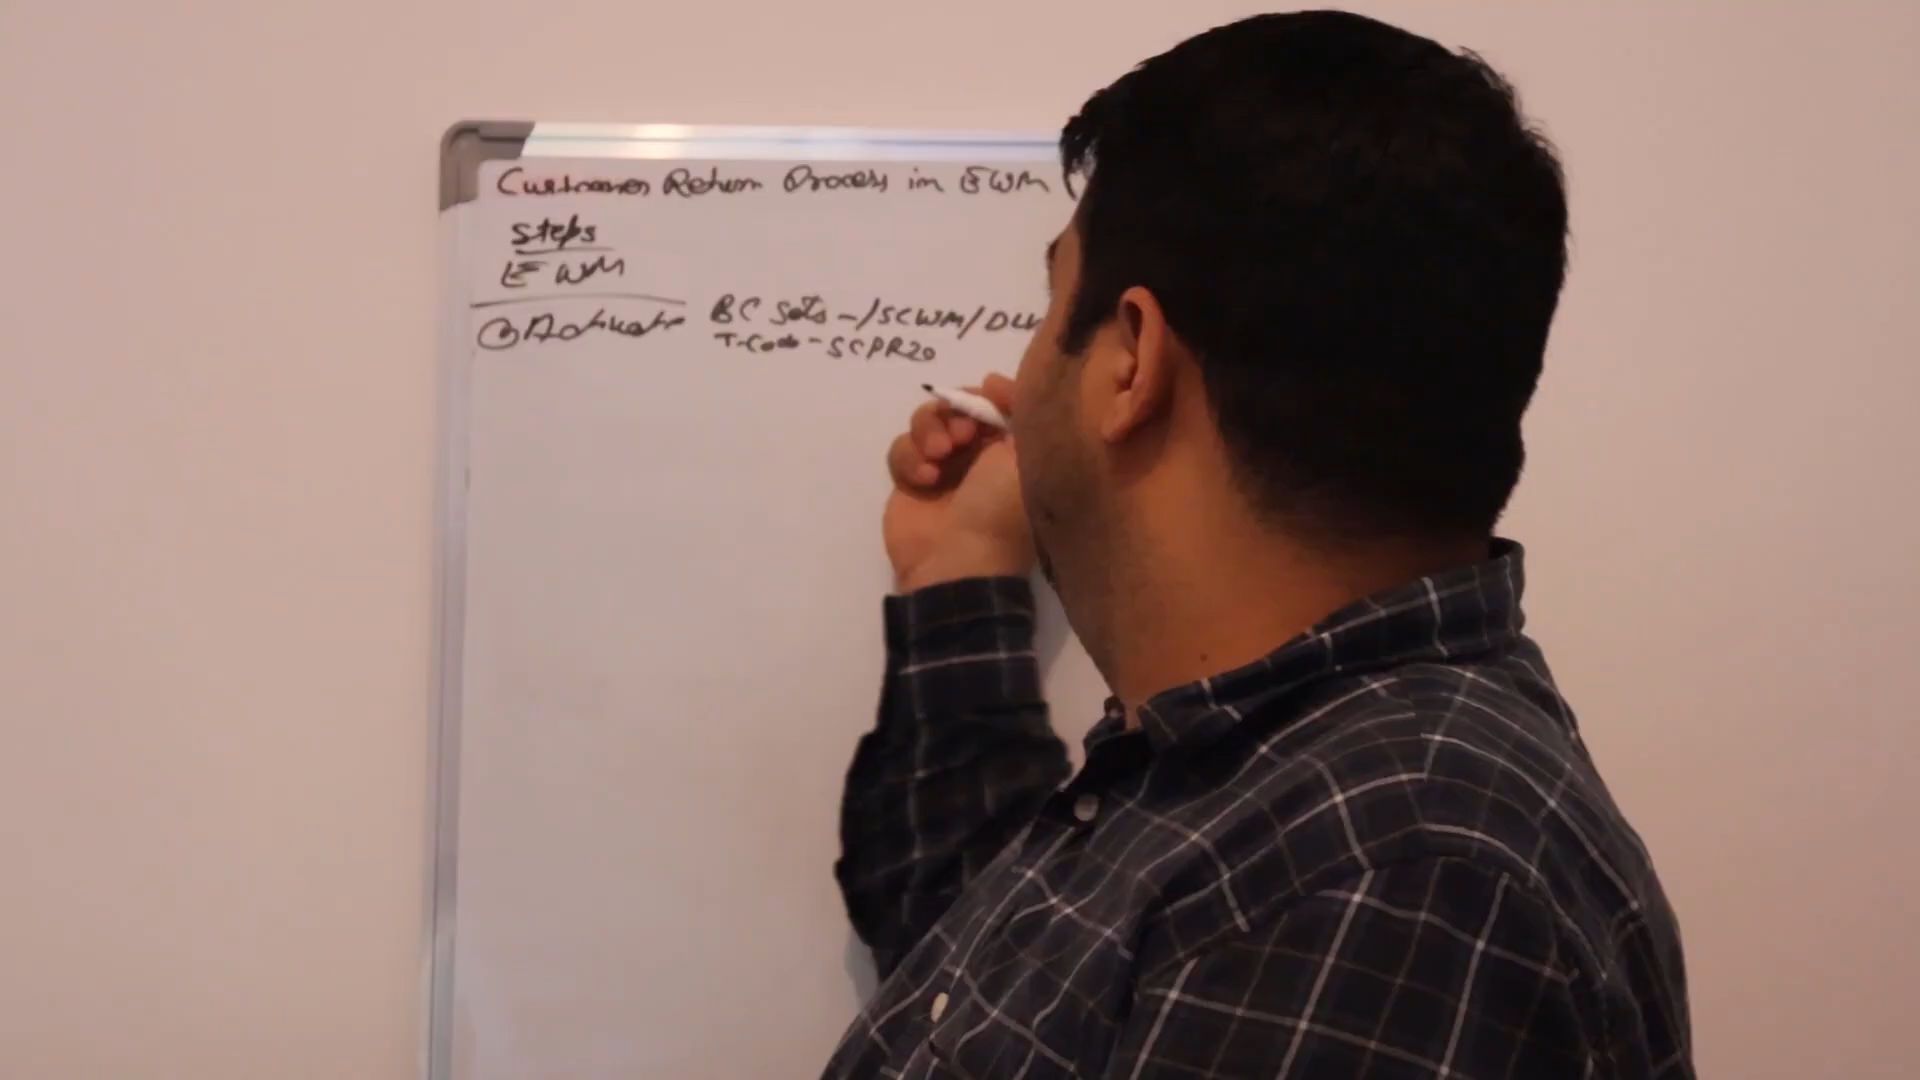 Customer Return Process in EWM (
Steps
EWM
① Activate BC Sets - /SCWM/DLV
T-Code - SCPR20